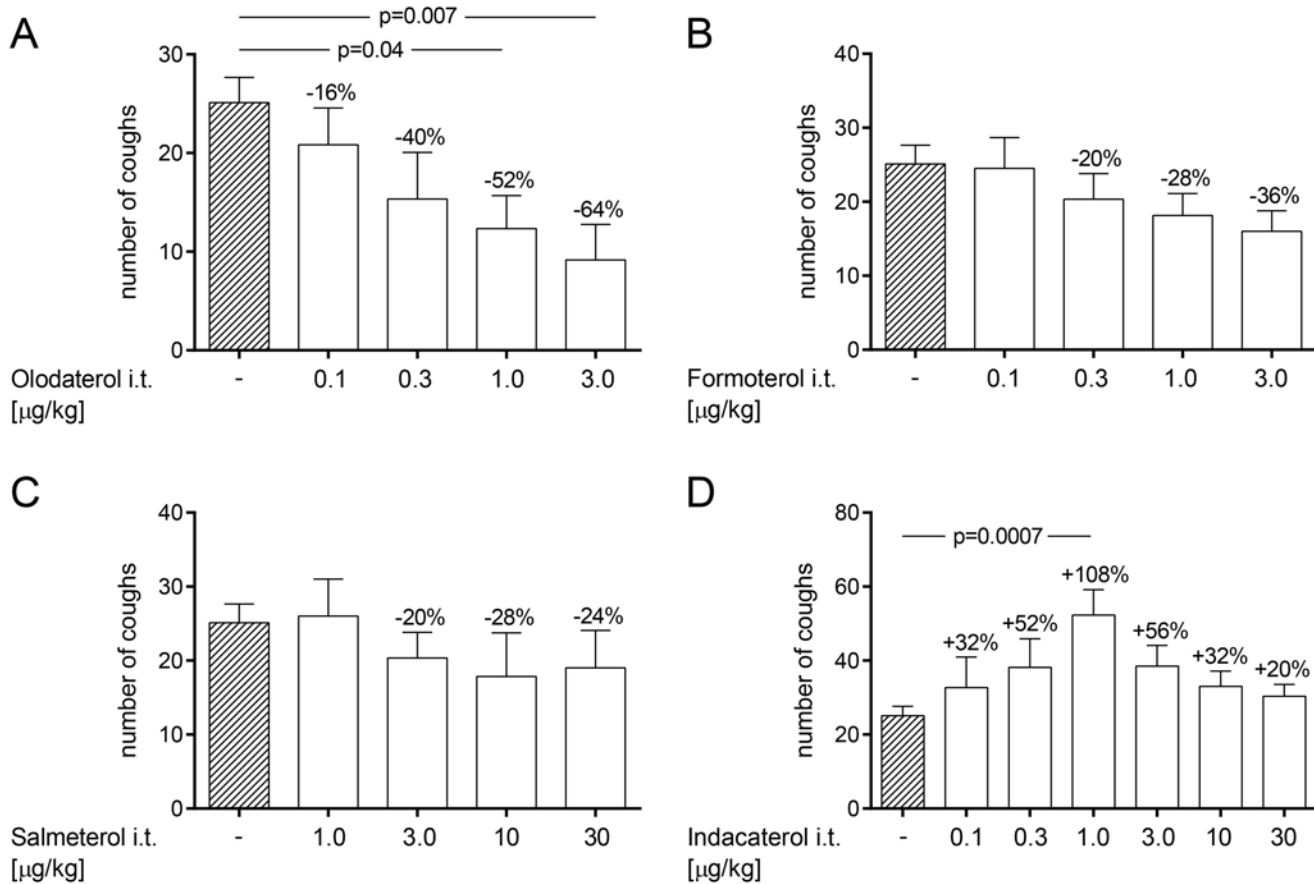 A
p=0.007
p=0.04
number of coughs
30
20
10
0
-16%
-40%
-52%
-64%
Olodaterol i.t.
[μg/kg]
- 0.1 0.3 1.0 3.0
B
number of coughs
40
30
20
10
0
-20%
-28%
-36%
Formoterol i.t.
[μg/kg]
- 0.1 0.3 1.0 3.0
C
number of coughs
40
30
20
10
0
-20%
-28%
-24%
Salmeterol i.t.
[μg/kg]
- 1.0 3.0 10 30
D
p=0.0007
number of coughs
80
60
40
20
0
+32%
+52%
+108%
+56%
+32%
+20%
Indacaterol i.t.
[μg/kg]
- 0.1 0.3 1.0 3.0 10 30